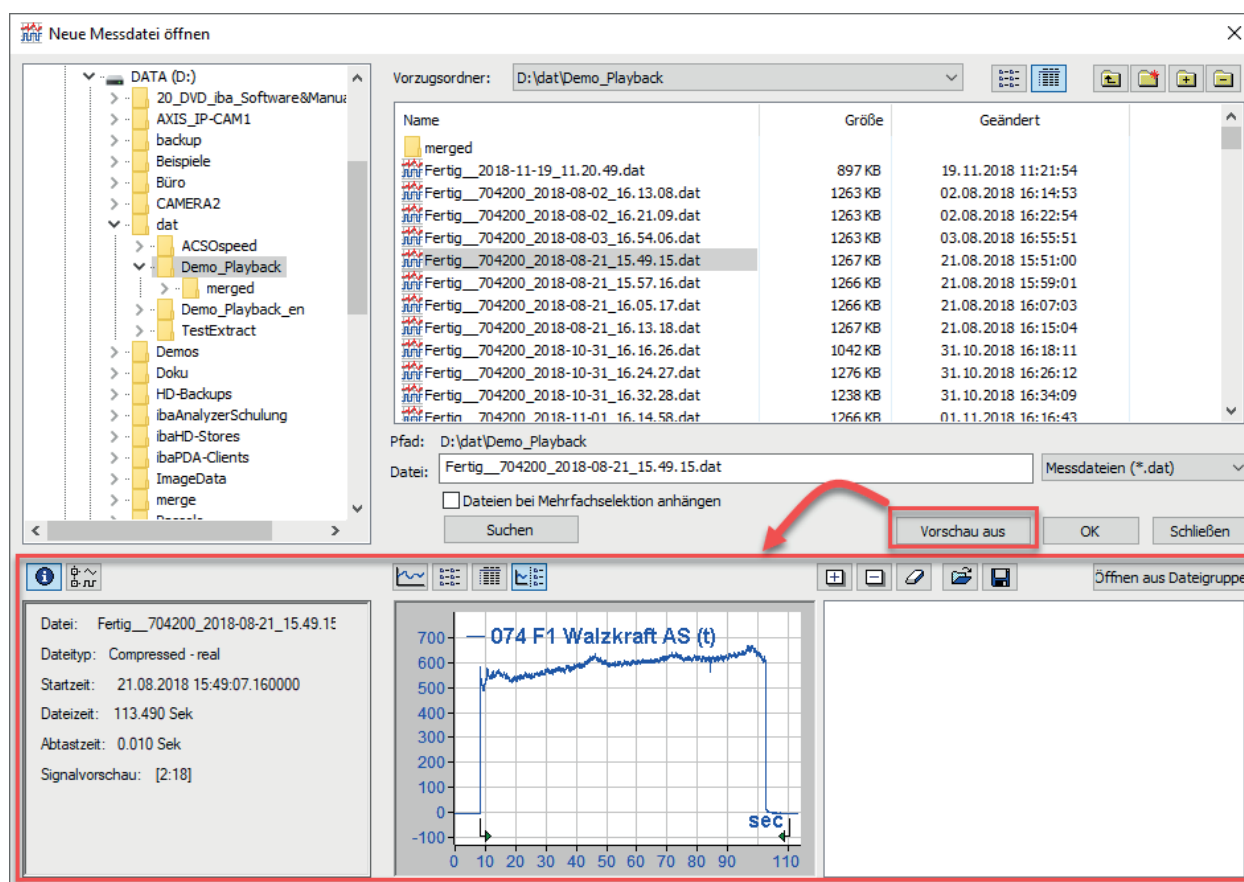 Neue Messdatei öffnen
DATA (D:)
20_DVD_iba_Software&Manua
AXIS_IP-CAM1
backup
Beispiele
Büro
CAMERA2
dat
ACSOspeed
Demo_Playback
merged
Demo_Playback_en
TestExtract
Demos
Doku
HD-Backups
ibaAnalyzerSchulung
ibaHD-Stores
ibaPDA-Clients
ImageData
merge
Vorzugsordner: D:\dat\Demo_Playback
Name Größe Geändert
merged
Fertig__2018-11-19_11.20.49.dat 897 KB 19.11.2018 11:21:54
Fertig__704200_2018-08-02_16.13.08.dat 1263 KB 02.08.2018 16:14:53
Fertig__704200_2018-08-02_16.21.09.dat 1263 KB 02.08.2018 16:22:54
Fertig__704200_2018-08-03_16.54.06.dat 1263 KB 03.08.2018 16:55:51
Fertig__704200_2018-08-21_15.49.15.dat 1267 KB 21.08.2018 15:51:00
Fertig__704200_2018-08-21_15.57.16.dat 1266 KB 21.08.2018 15:59:01
Fertig__704200_2018-08-21_16.05.17.dat 1266 KB 21.08.2018 16:07:03
Fertig__704200_2018-08-21_16.13.18.dat 1267 KB 21.08.2018 16:15:04
Fertig__704200_2018-10-31_16.16.26.dat 1042 KB 31.10.2018 16:18:11
Fertig__704200_2018-10-31_16.24.27.dat 1276 KB 31.10.2018 16:26:12
Fertig__704200_2018-10-31_16.32.28.dat 1238 KB 31.10.2018 16:34:09
Fertig__704200_2018-11-01_16.14.58.dat 1266 KB 01.11.2018 16:16:43
Pfad: D:\dat\Demo_Playback
Datei: Fertig__704200_2018-08-21_15.49.15.dat Messdateien (*.dat)
Dateien bei Mehrfachselektion anhängen
Suchen Vorschau aus OK Schließen
Öffnen aus Dateigruppe
Datei: Fertig__704200_2018-08-21_15.49.15
Dateityp: Compressed - real
Startzeit: 21.08.2018 15:49:07.160000
Dateizeit: 113.490 Sek
Abtastzeit: 0.010 Sek
Signalvorschau: [2:18]
074 F1 Walzkraft AS (t)
700
600
500
400
300
200
100
0
-100
sec
0 10 20 30 40 50 60 70 80 90 110